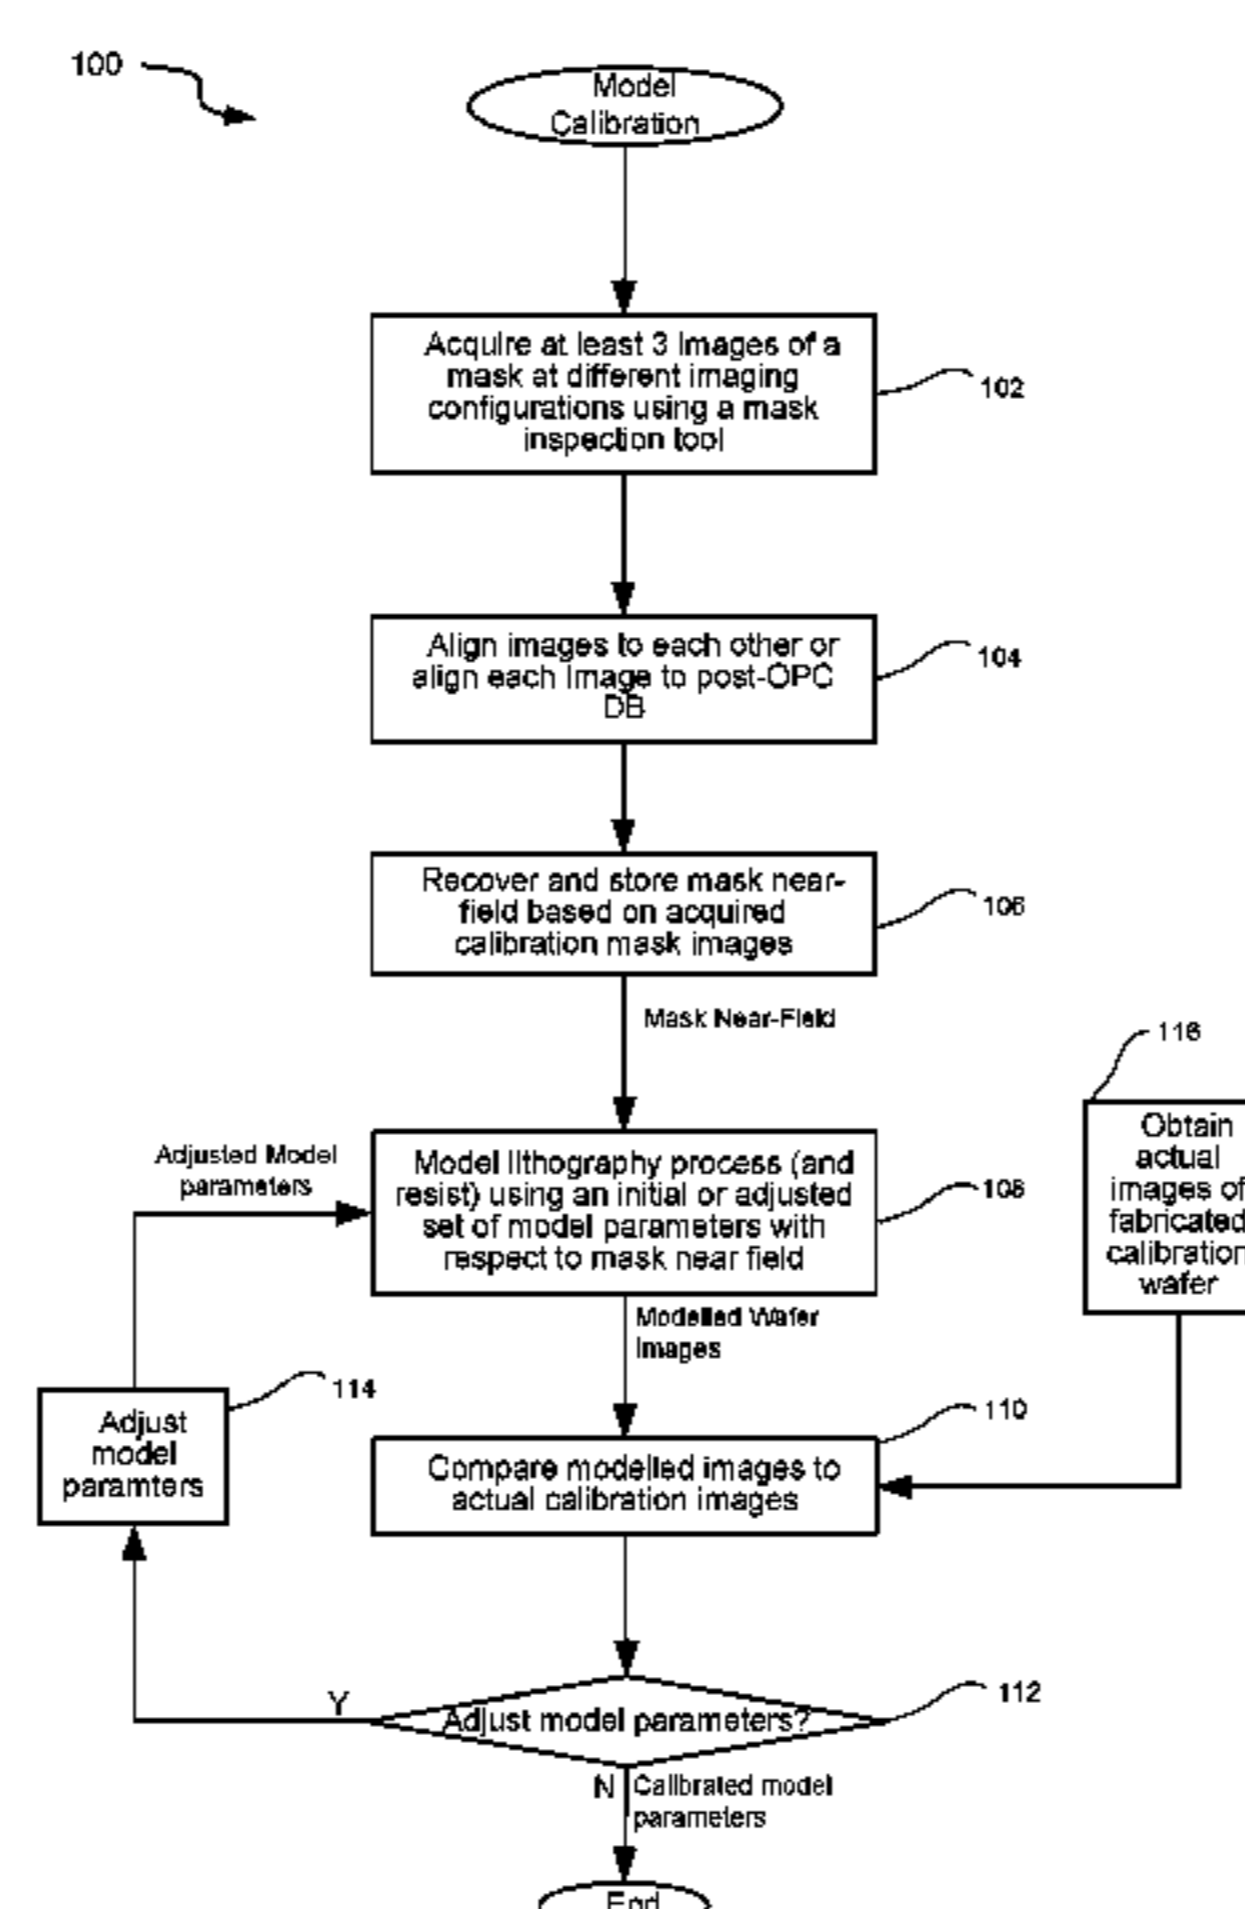 100
Model
Calibration
Acquire at least 3 images of a
mask at different imaging
configurations using a mask
inspection tool
102
Align images to each other or
align each image to post-OPC
DB
104
Recover and store mask near-
field based on acquired
calibration mask images
106
Mask Near-Field
116
Obtain
actual
images of
fabricated
calibration
wafer
Adjusted Model
parameters
Model lithography process (and
resist) using an initial or adjusted
set of model parameters with
respect to mask near field
108
Modelled Wafer
Images
114
Adjust
model
paramters
110
Compare modelled images to
actual calibration images
Y
Adjust model parameters?
112
N
Calibrated model
parameters
End